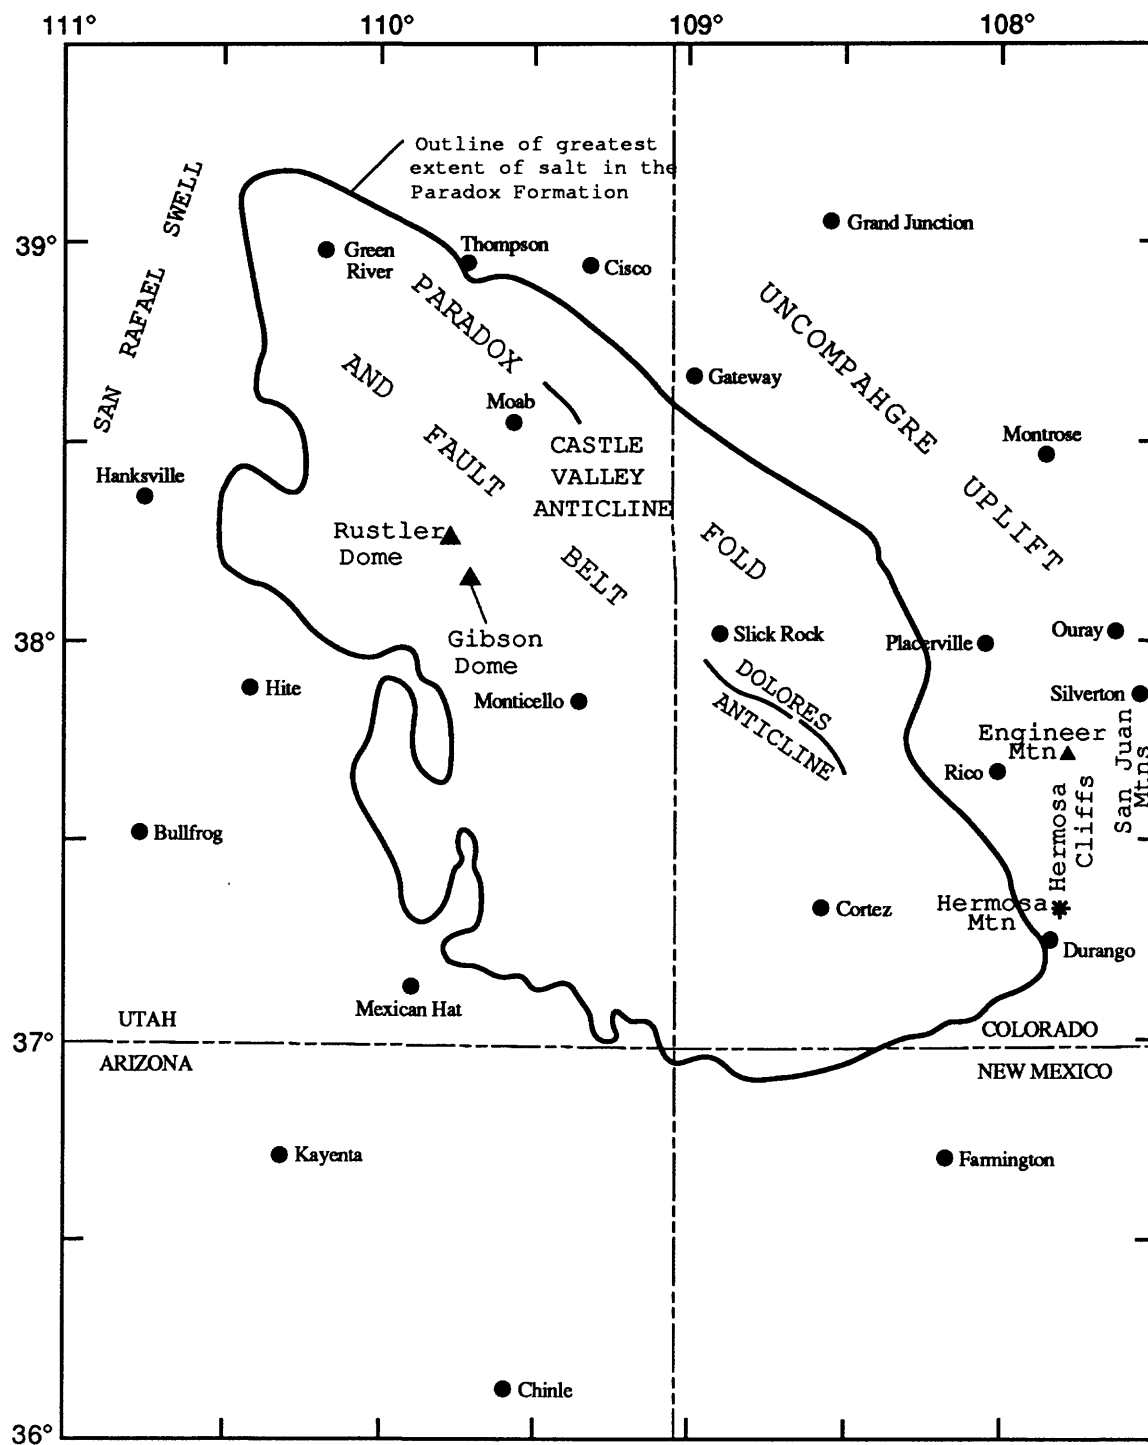 111°
110°
109°
108°
Outline of greatest
extent of salt in the
Paradox Formation
SAN RAFAEL SWELL
Grand Junction
39°
Green
River
Thompson
Cisco
PARADOX
UNCOMPAHGRE UPLIFT
AND
Gateway
Moab
FAULT
CASTLE
VALLEY
ANTICLINE
Montrose
Hanksville
Rustler
Dome
BELT
FOLD
Gibson
Dome
38°
Slick Rock
Placerville
Ouray
Hite
Monticello
DOLORES
ANTICLINE
Silverton
Engineer
Mtn
San Juan
Mtns
Rico
Hermosa
Cliffs
Bullfrog
Cortez
Hermosa
Mtn
Durango
Mexican Hat
UTAH
COLORADO
37°
ARIZONA
NEW MEXICO
Kayenta
Farmington
Chinle
36°